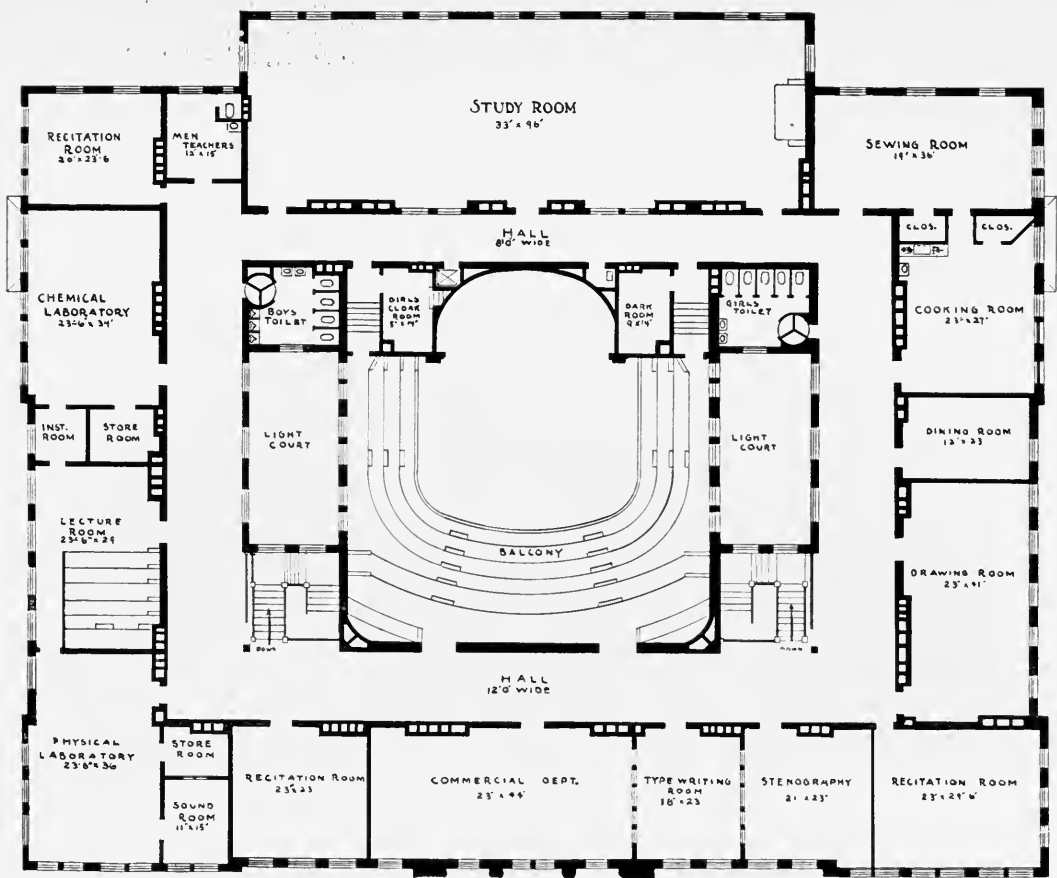 STUDY ROOM
33' x 96'
RECITATION
ROOM
20' x 23'6
MEN
TEACHERS
12' x 15'
SEWING ROOM
19' x 36'
HALL
8'0" WIDE
CLOS.
CLOS.
CHEMICAL
LABORATORY
23'-6" x 34'
BOYS
TOILET
GIRLS
CLOAK
ROOM
DARK
ROOM
9 x 14'
GIRLS
TOILET
COOKING ROOM
23' x 27'
INST.
ROOM
STORE
ROOM
LIGHT
COURT
LIGHT
COURT
DINING ROOM
12' x 23
LECTURE
ROOM
23'-6" x 29
BALCONY
DRAWING ROOM
23' x 41'
DOWN
DOWN
HALL
12'0" WIDE
PHYSICAL
LABORATORY
23'8" x 36
STORE
ROOM
SOUND
ROOM
11' x 15'
RECITATION ROOM
23' x 23
COMMERCIAL DEPT.
23' x 44'
TYPE WRITING
ROOM
18' x 23
STENOGRAPHY
21 x 23'
RECITATION ROOM
23' x 29' 6"